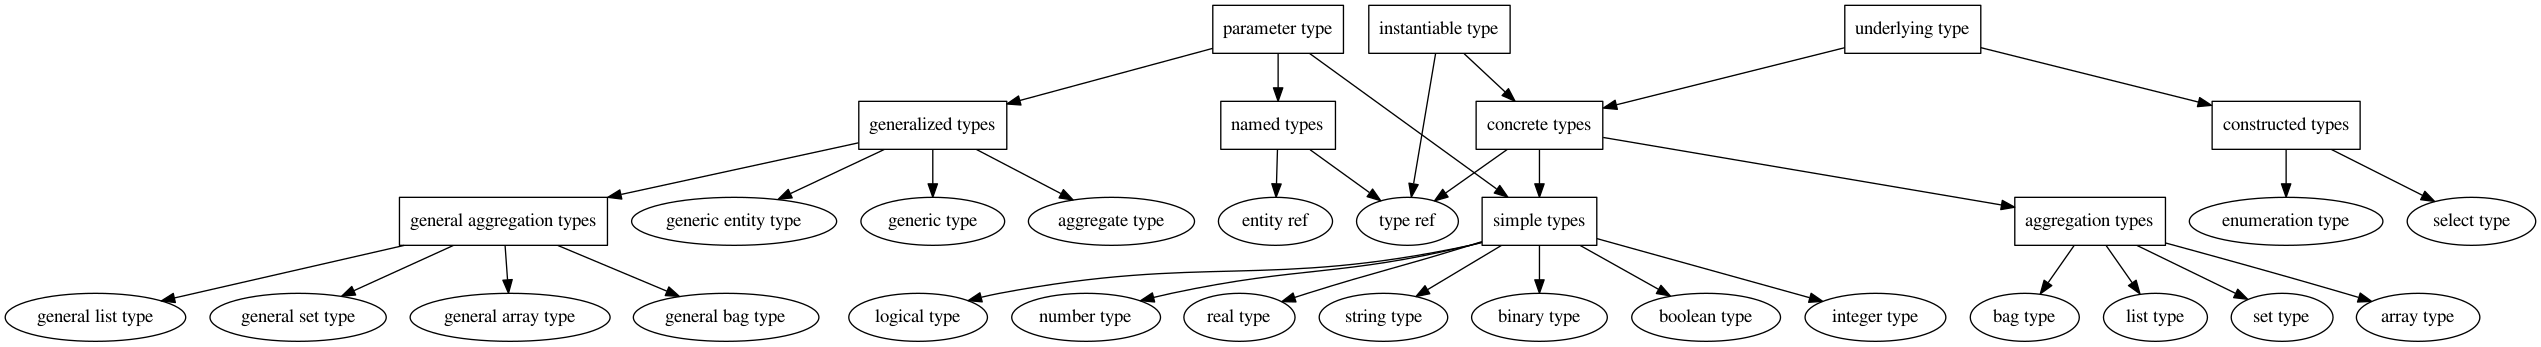 parameter type
instantiable type
underlying type
generalized types
named types
concrete types
constructed types
general aggregation types
generic entity type
generic type
aggregate type
entity ref
type ref
simple types
aggregation types
enumeration type
select type
general list type
general set type
general array type
general bag type
logical type
number type
real type
string type
binary type
boolean type
integer type
bag type
list type
set type
array type